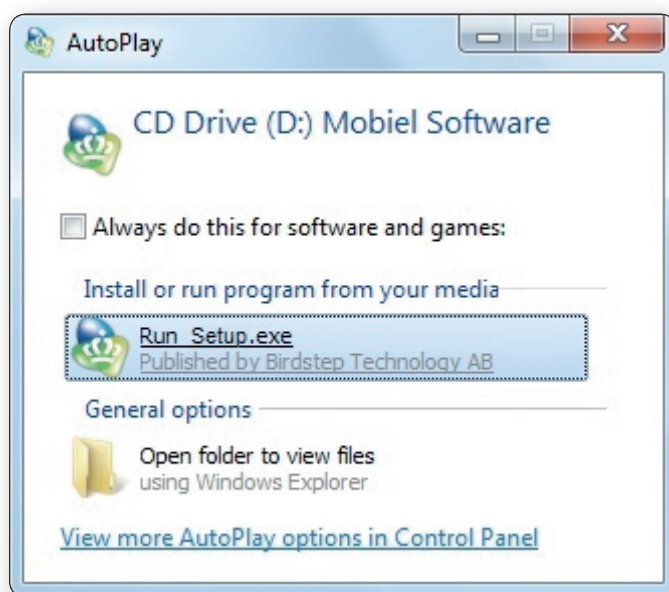 AutoPlay
CD Drive (D:) Mobiel Software
Always do this for software and games:
Install or run program from your media
Run Setup.exe
Published by Birdstep Technology AB
General options
Open folder to view files
using Windows Explorer
View more AutoPlay options in Control Panel